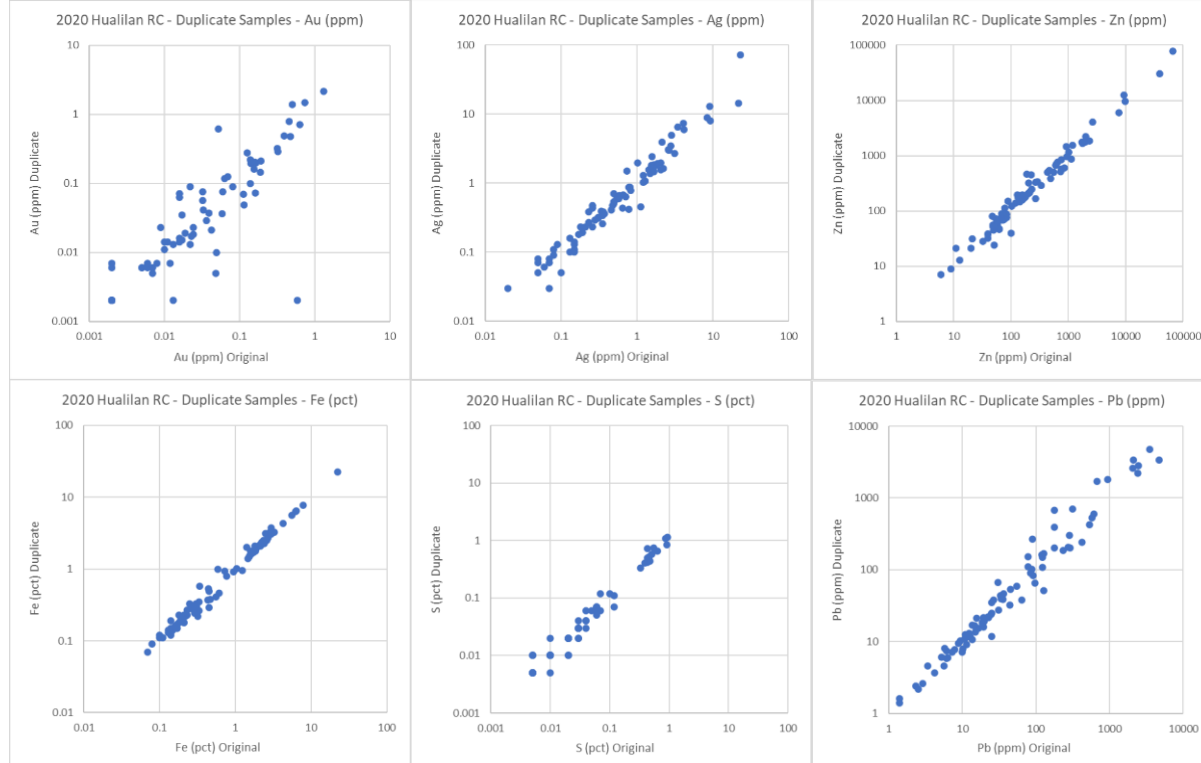 2020 Hualilan RC - Duplicate Samples - Au (ppm)
10
1
0.1
0.01
0.001
Au (ppm) Duplicate
0.001 0.01 0.1 1 10
Au (ppm) Original
2020 Hualilan RC - Duplicate Samples - Ag (ppm)
100
10
1
0.1
0.01
Ag (ppm) Duplicate
0.01 0.1 1 10 100
Ag (ppm) Original
2020 Hualilan RC - Duplicate Samples - Zn (ppm)
100000
10000
1000
100
10
1
Zn (ppm) Duplicate
1 10 100 1000 10000 100000
Zn (ppm) Original
2020 Hualilan RC - Duplicate Samples - Fe (pct)
100
10
1
0.1
0.01
Fe (pct) Duplicate
0.01 0.1 1 10 100
Fe (pct) Original
2020 Hualilan RC - Duplicate Samples - S (pct)
100
10
1
0.1
0.01
0.001
S (pct) Duplicate
0.001 0.01 0.1 1 10 100
S (pct) Original
2020 Hualilan RC - Duplicate Samples - Pb (ppm)
10000
1000
100
10
1
Pb (ppm) Duplicate
1 10 100 1000 10000
Pb (ppm) Original